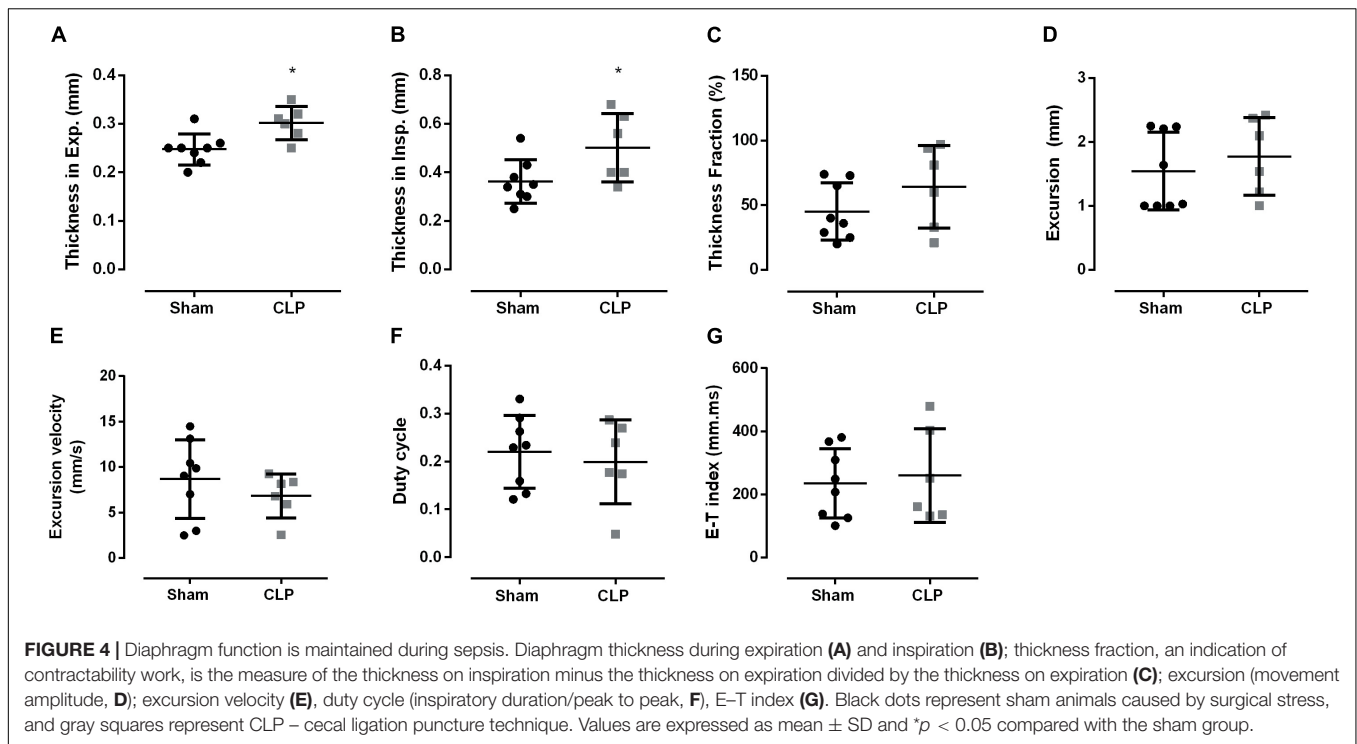 A
B
C
D
*
*
Thickness in Exp. (mm)
0.4
0.3
0.2
0.1
0.0
Sham
CLP
Thickness in Insp. (mm)
0.8
0.6
0.4
0.2
0.0
Sham
CLP
Thickness Fraction (%)
150
100
50
0
Sham
CLP
Excursion (mm)
3
2
1
0
Sham
CLP
E
F
G
Excursion velocity
(mm/s)
20
15
10
5
0
Sham
CLP
Duty cycle
0.4
0.3
0.2
0.1
0.0
Sham
CLP
E-T index (mm.ms)
600
400
200
0
Sham
CLP
FIGURE 4 | Diaphragm function is maintained during sepsis. Diaphragm thickness during expiration (A) and inspiration (B); thickness fraction, an indication of
contractability work, is the measure of the thickness on inspiration minus the thickness on expiration divided by the thickness on expiration (C); excursion (movement
amplitude, D); excursion velocity (E), duty cycle (inspiratory duration/peak to peak, F), E–T index (G). Black dots represent sham animals caused by surgical stress,
and gray squares represent CLP – cecal ligation puncture technique. Values are expressed as mean ± SD and *p < 0.05 compared with the sham group.